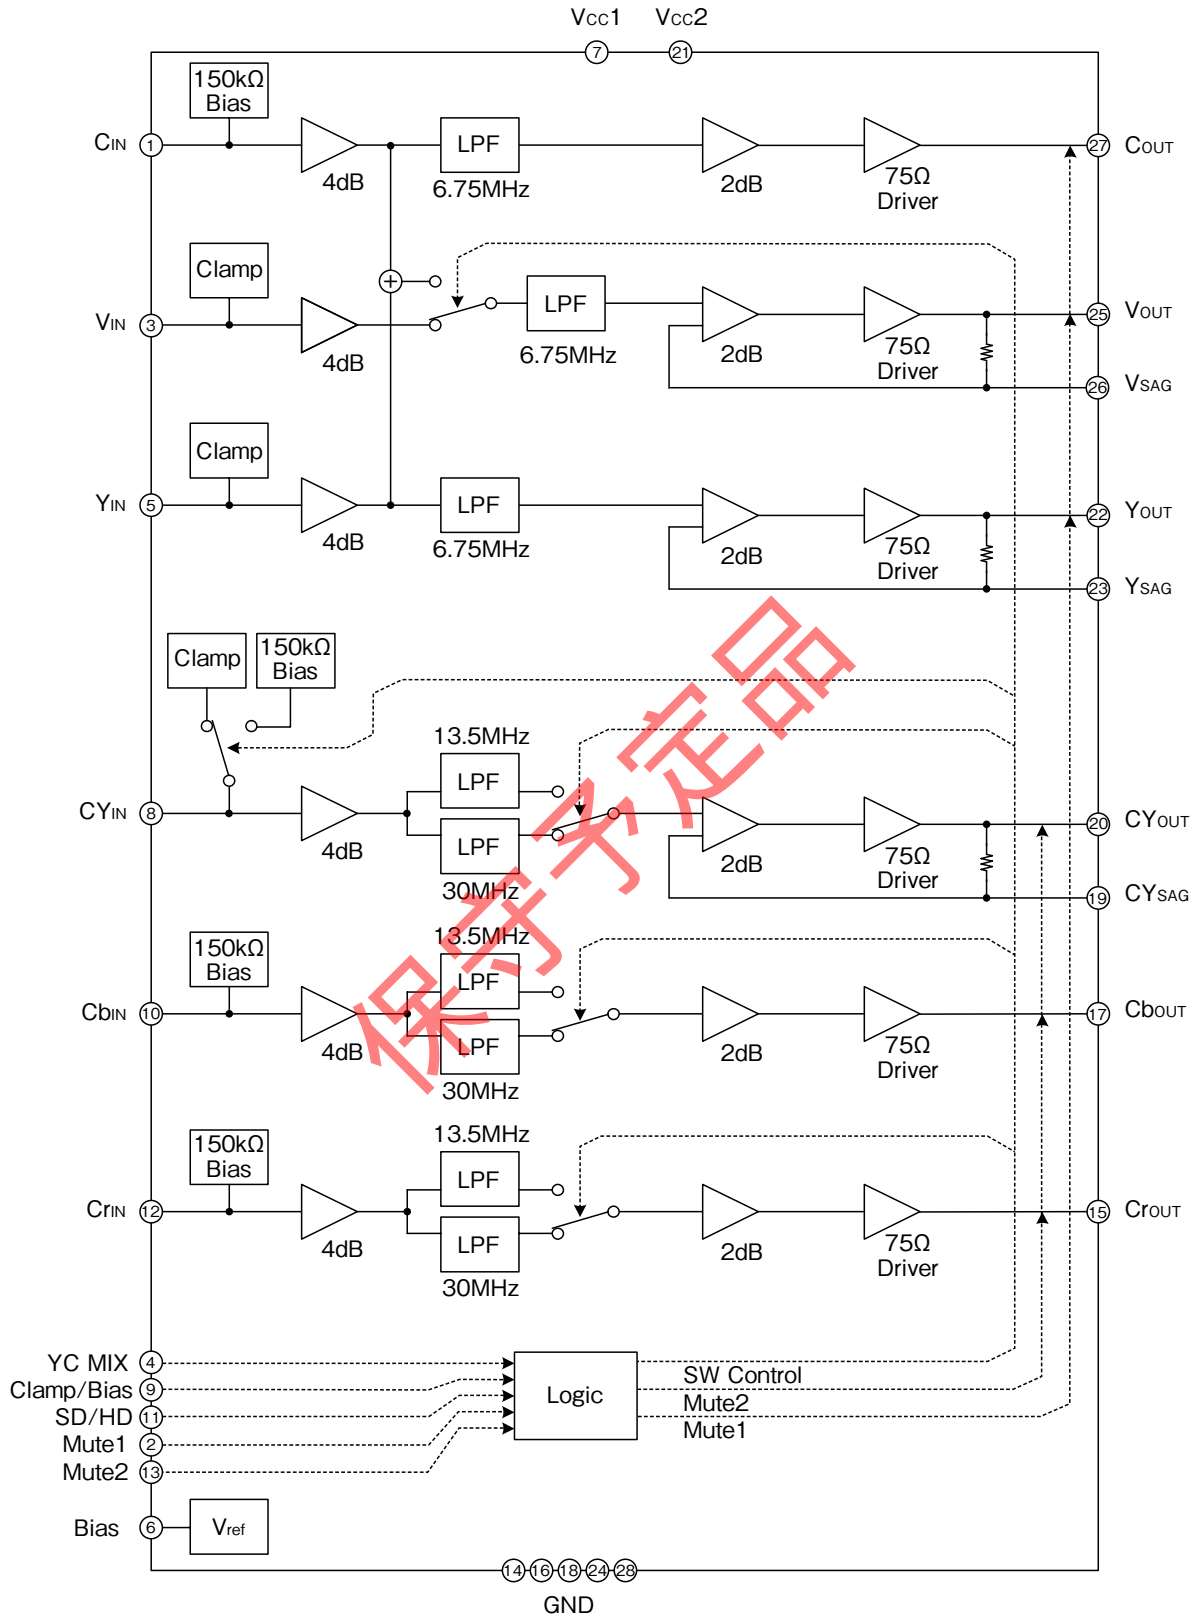 VCC1 VCC2
7 21
150kΩ
Bias
CIN 1 4dB LPF 6.75MHz 2dB 75Ω Driver 27 COUT
Clamp
+
VIN 3 4dB LPF 6.75MHz 2dB 75Ω Driver 25 VOUT
26 VSAG
Clamp
YIN 5 4dB LPF 6.75MHz 2dB 75Ω Driver 22 YOUT
23 YSAG
Clamp 150kΩ Bias
13.5MHz
LPF
CYIN 8 4dB LPF 30MHz 2dB 75Ω Driver 20 CYOUT
19 CYSAG
150kΩ
Bias
13.5MHz
LPF
CbIN 10 4dB LPF 30MHz 2dB 75Ω Driver 17 CbOUT
150kΩ
Bias
13.5MHz
LPF
CrIN 12 4dB LPF 30MHz 2dB 75Ω Driver 15 CrOUT
YC MIX 4
Clamp/Bias 9
SD/HD 11
Mute1 2
Mute2 13
Logic
SW Control
Mute2
Mute1
Bias 6 Vref
14 16 18 24 28
GND
保守予定品